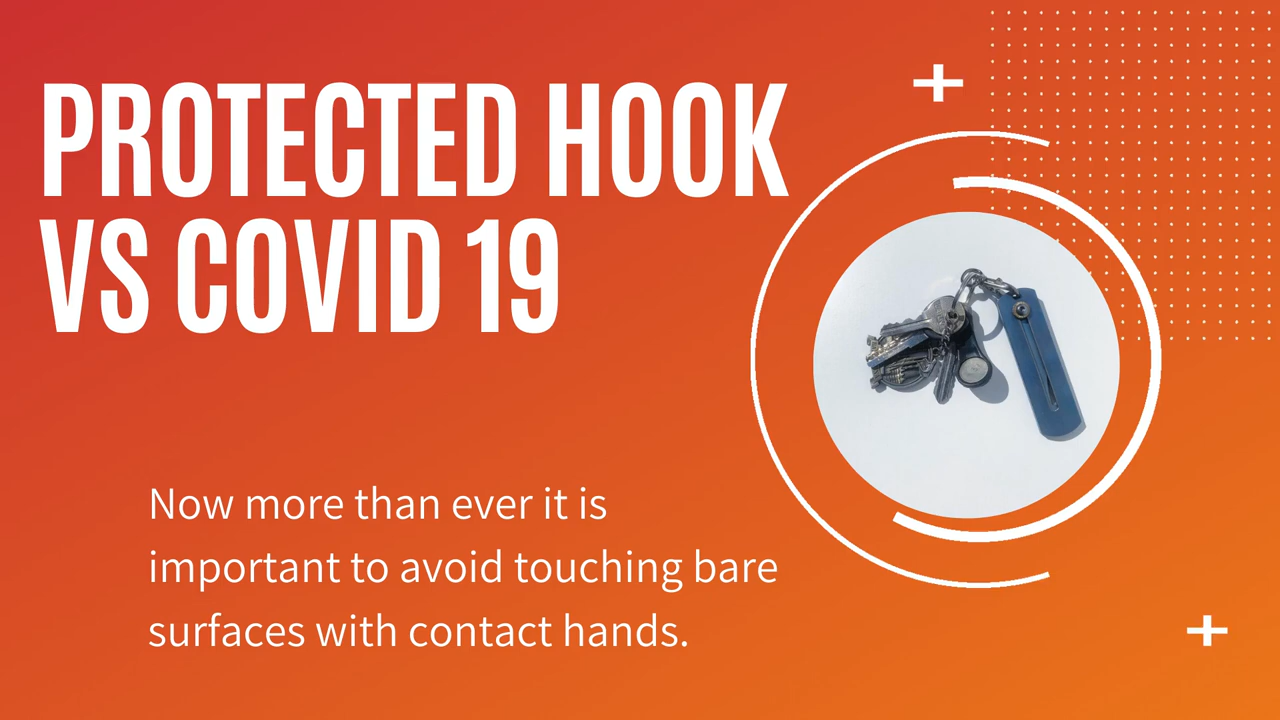 PROTECTED HOOK
VS COVID 19
Now more than ever it is
important to avoid touching bare
surfaces with contact hands.